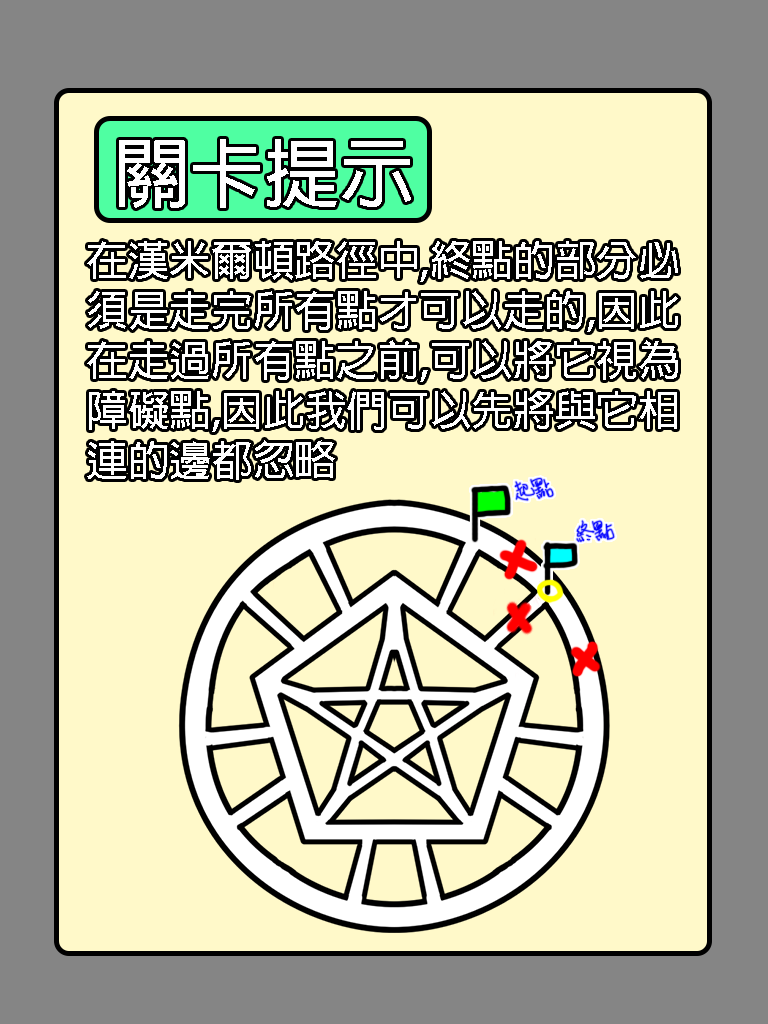 關卡提示
在漢米爾頓路徑中,終點的部分必
須是走完所有點才可以走的,因此
在走過所有點之前,可以將它視為
障礙點,因此我們可以先將與它相
連的邊都忽略
起點
終點